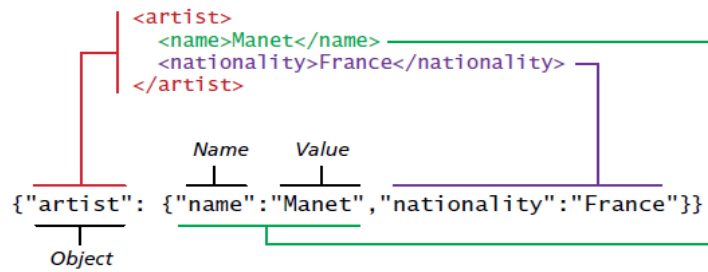 <artist>
<name>Manet</name>
<nationality>France</nationality>
</artist>
Name Value
{"artist": {"name":"Manet","nationality":"France"}}
Object